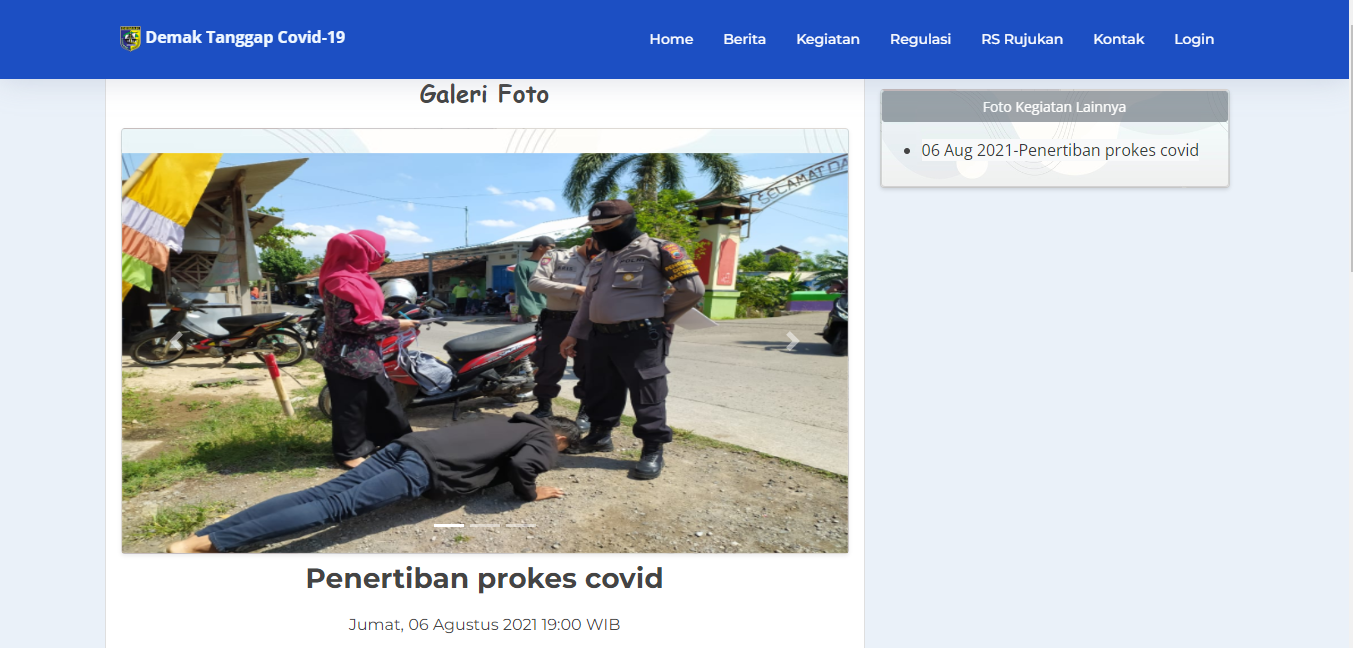 Demak Tanggap Covid-19
Home Berita Kegiatan Regulasi RS Rujukan Kontak Login
Galeri Foto
SELAMAT DA
Penertiban prokes covid
Jumat, 06 Agustus 2021 19:00 WIB
Foto Kegiatan Lainnya
06 Aug 2021-Penertiban prokes covid